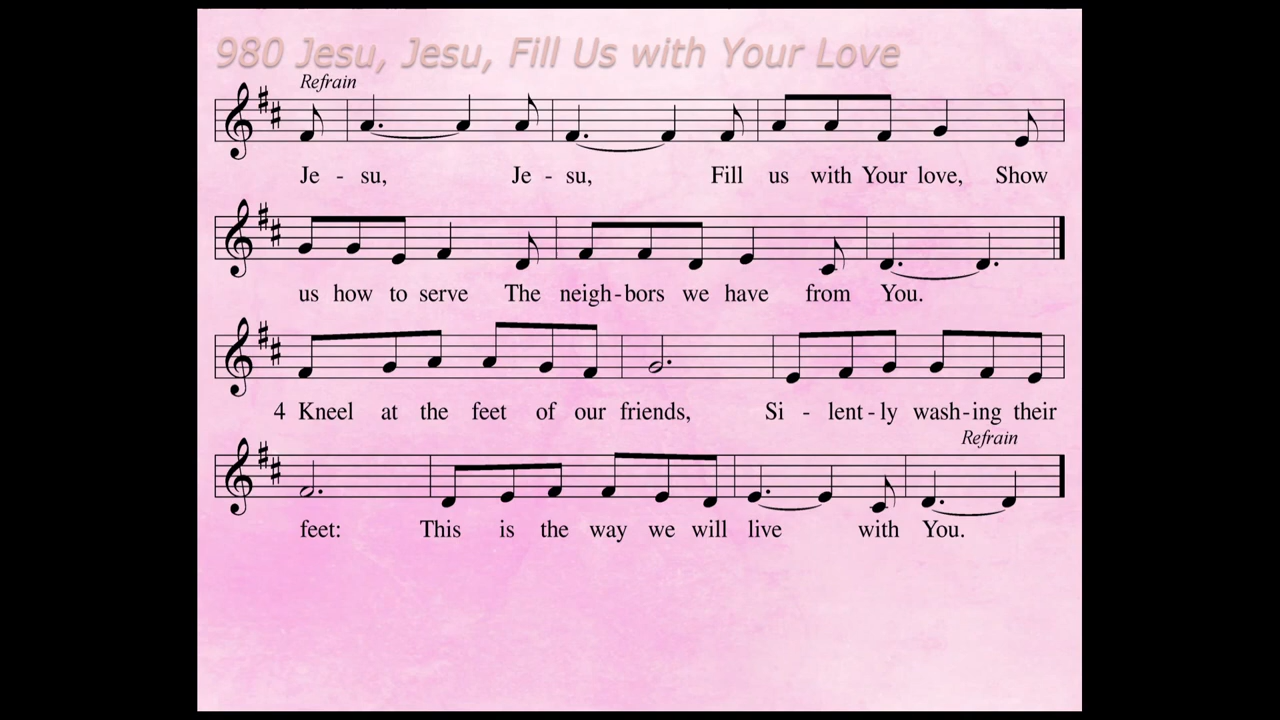 980 Jesu, Jesu, Fill Us with Your Love
Refrain
Je - su, Je - su, Fill us with Your love, Show
us how to serve The neigh - bors we have from You.
4 Kneel at the feet of our friends, Si - lent - ly wash - ing their
Refrain
feet: This is the way we will live with You.